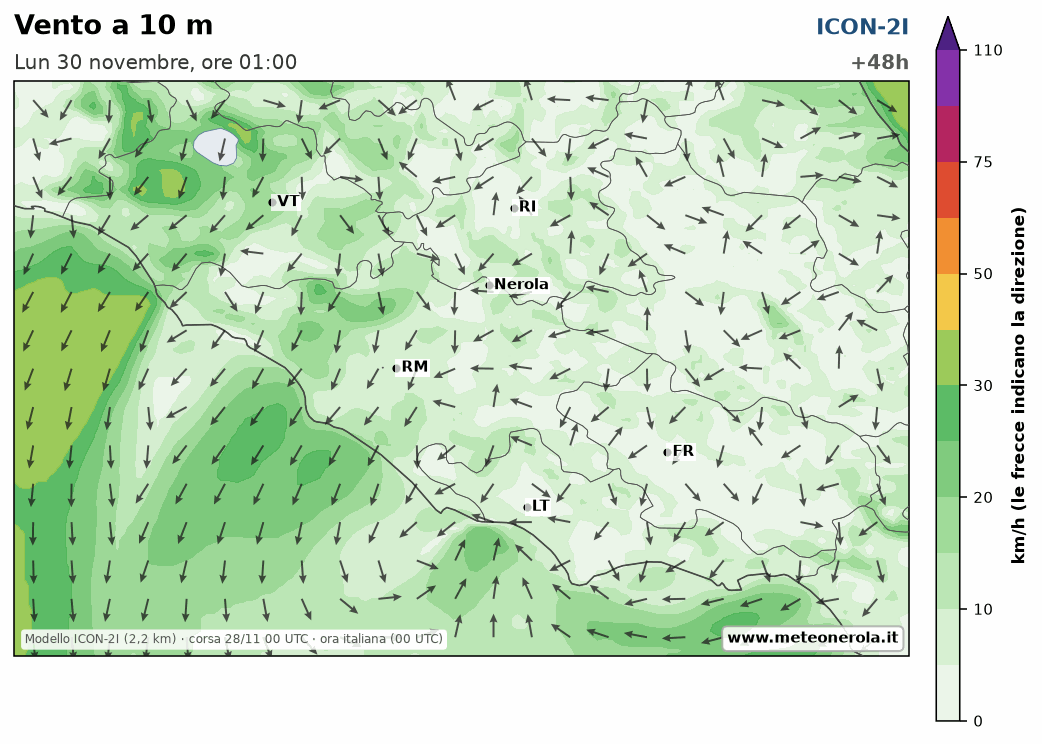 Vento a 10 m
ICON-2I
Lun 30 novembre, ore 01:00
+48h
VT
RI
Nerola
RM
FR
LT
Modello ICON-2I (2,2 km) · corsa 28/11 00 UTC · ora italiana (00 UTC)
www.meteonerola.it
110
75
50
30
20
10
0
km/h (le frecce indicano la direzione)